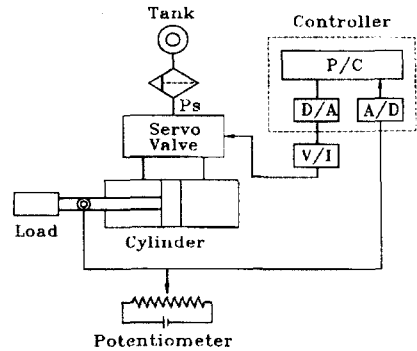 Tank
Controller
P/C
Ps
D/A
A/D
Servo
Valve
V/I
Load
Cylinder
Potentiometer